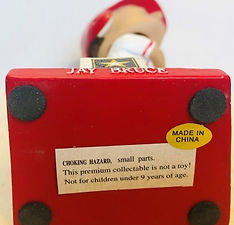 JAY BRUCE
MADE IN
CHINA
CHOKING HAZARD, small parts.
This premium collectable is not a toy!
Not for children under 9 years of age.